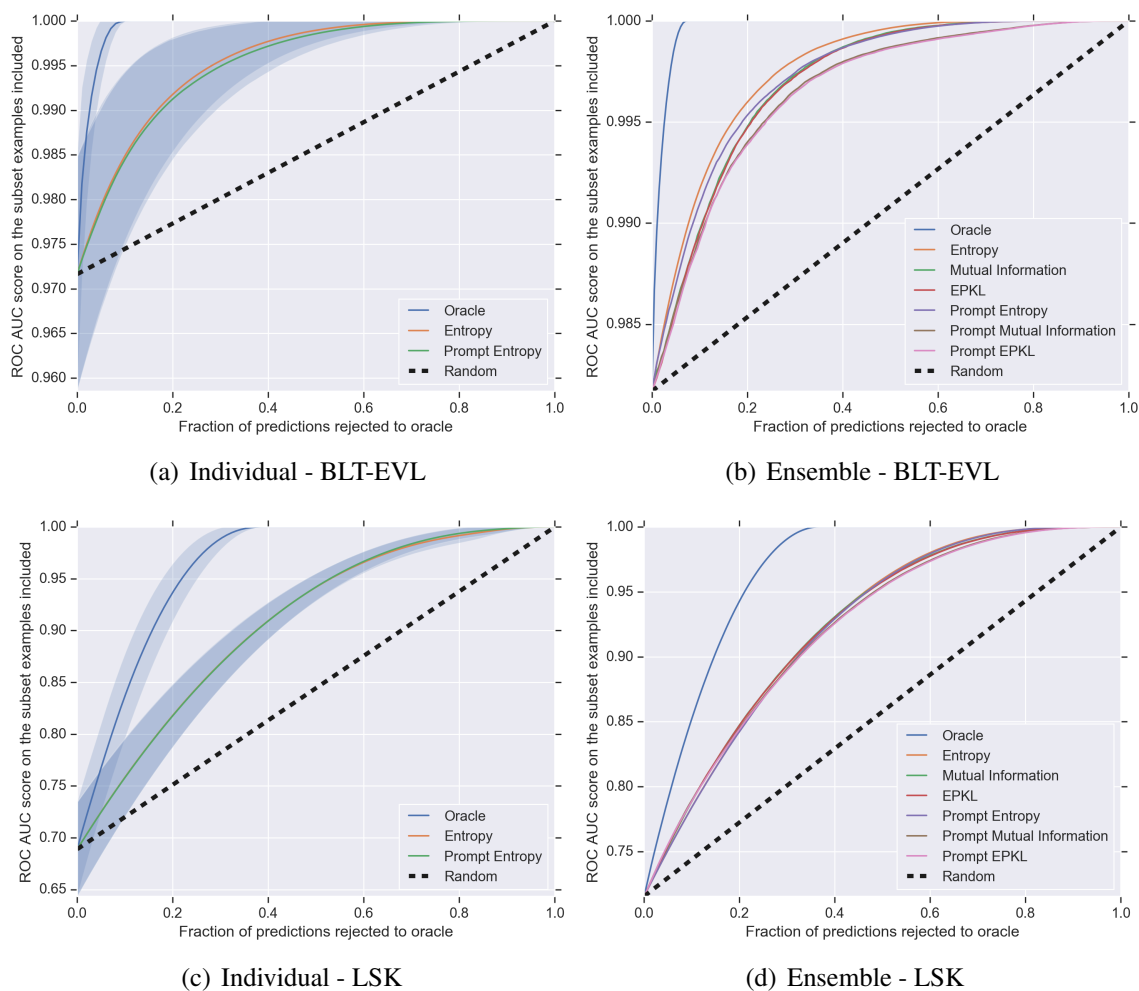 1.000
0.995
0.990
0.985
0.980
0.975
0.970
0.965
0.960
ROC AUC score on the subset examples included
Oracle
Entropy
Prompt Entropy
Random
0.0 0.2 0.4 0.6 0.8 1.0
Fraction of predictions rejected to oracle
(a) Individual - BLT-EVL
1.000
0.995
0.990
0.985
ROC AUC score on the subset examples included
Oracle
Entropy
Mutual Information
EPKL
Prompt Entropy
Prompt Mutual Information
Prompt EPKL
Random
0.0 0.2 0.4 0.6 0.8 1.0
Fraction of predictions rejected to oracle
(b) Ensemble - BLT-EVL
1.00
0.95
0.90
0.85
0.80
0.75
0.70
0.65
ROC AUC score on the subset examples included
Oracle
Entropy
Prompt Entropy
Random
0.0 0.2 0.4 0.6 0.8 1.0
Fraction of predictions rejected to oracle
(c) Individual - LSK
1.00
0.95
0.90
0.85
0.80
0.75
ROC AUC score on the subset examples included
Oracle
Entropy
Mutual Information
EPKL
Prompt Entropy
Prompt Mutual Information
Prompt EPKL
Random
0.0 0.2 0.4 0.6 0.8 1.0
Fraction of predictions rejected to oracle
(d) Ensemble - LSK